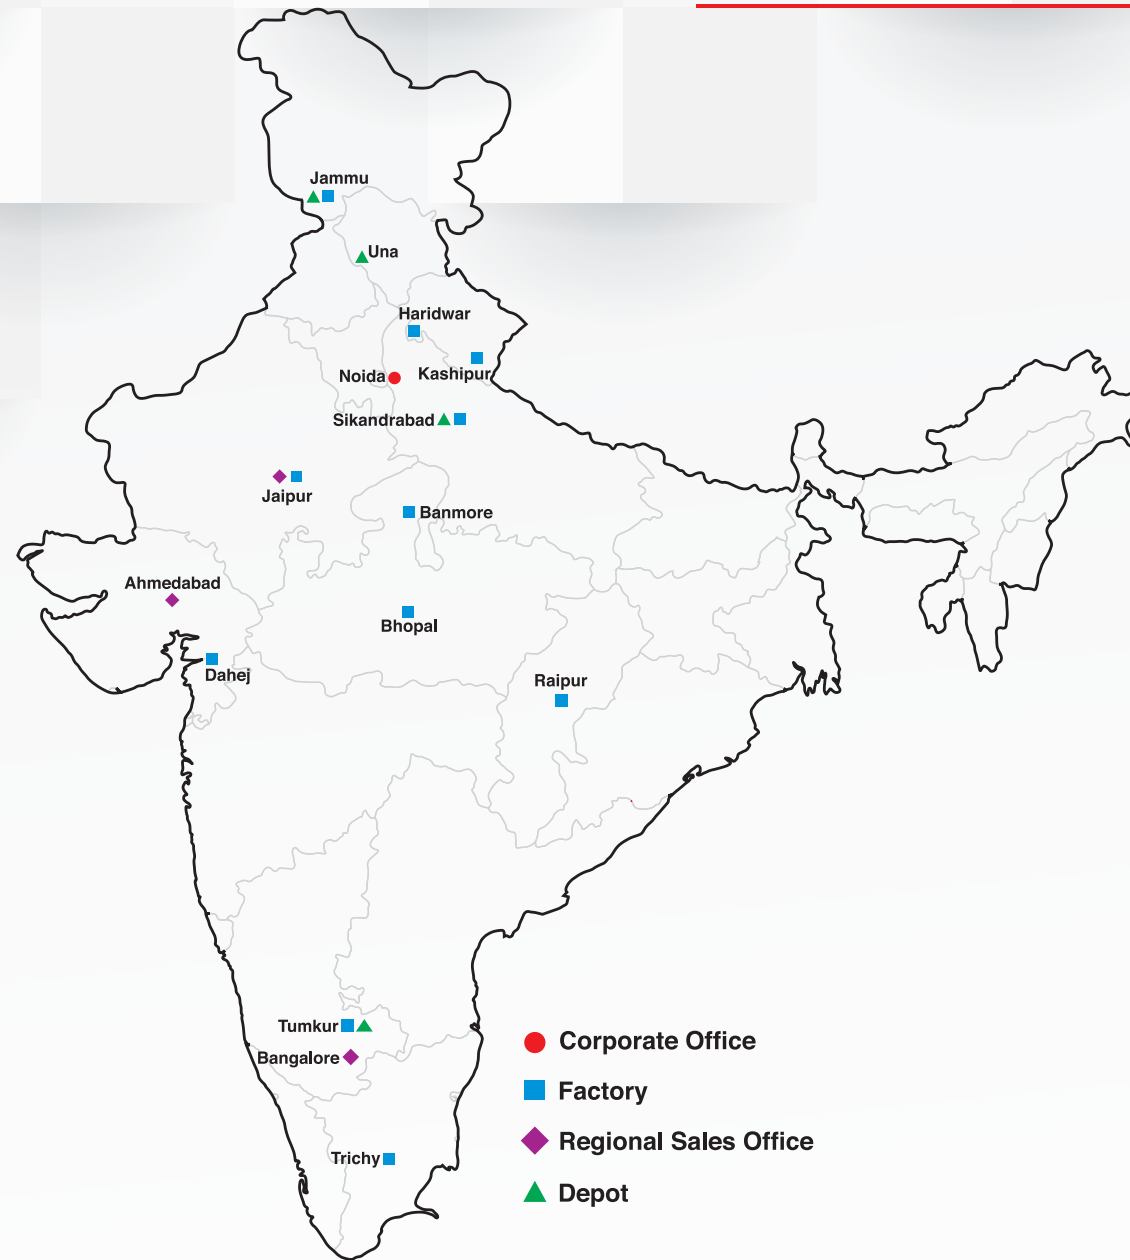 Jammu
Una
Haridwar
Kashipur
Noida
Sikandrabad
Jaipur
Banmore
Ahmedabad
Bhopal
Dahej
Raipur
Tumkur
Bangalore
Trichy
Corporate Office
Factory
Regional Sales Office
Depot